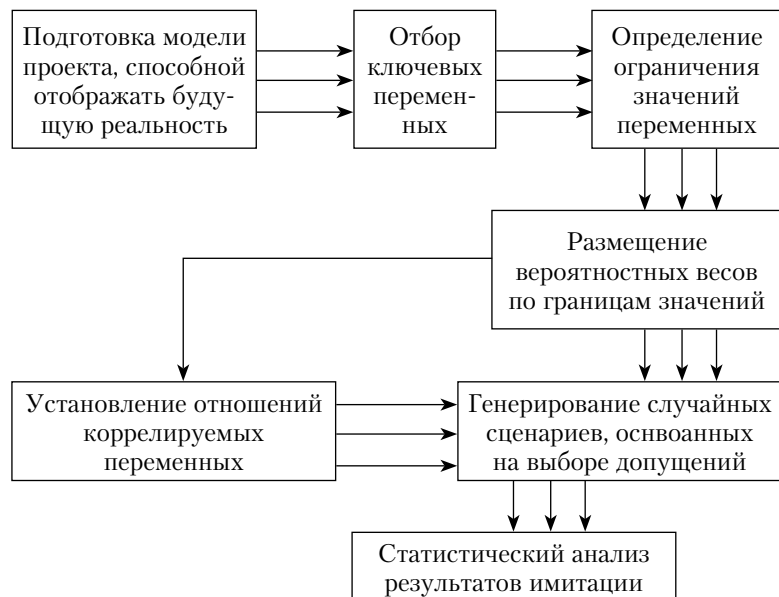 Подготовка модели
проекта, способной
отображать буду-
щую реальность
Отбор
ключевых
перемен-
ных
Определение
ограничения
значений
переменных
Размещение
вероятностных весов
по границам значений
Установление отношений
коррелируемых
переменных
Генерирование случайных
сценариев, оснвоанных
на выборе допущений
Статистический анализ
результатов имитации